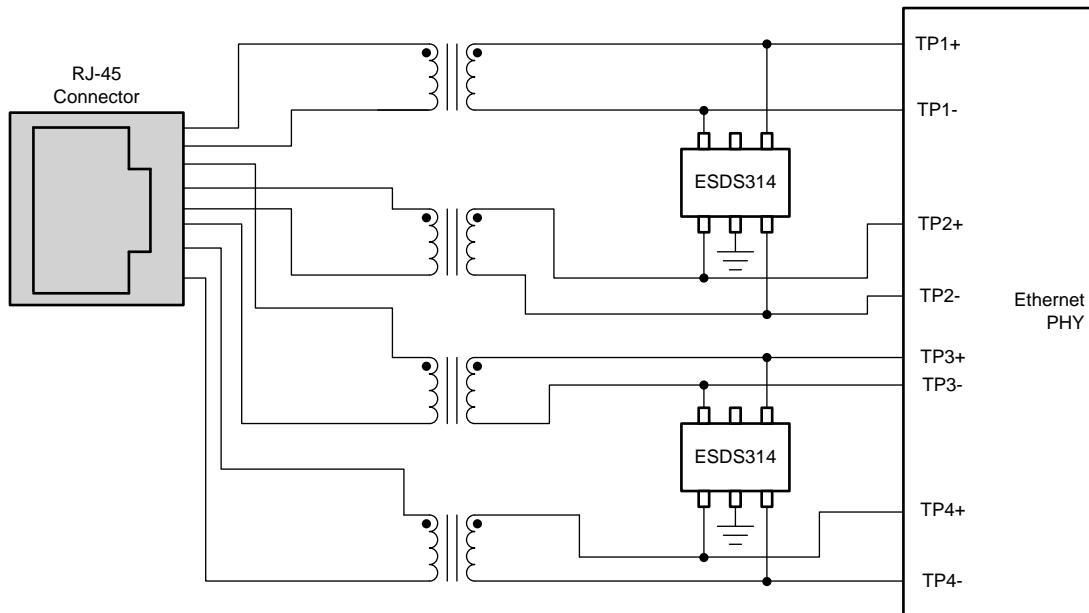 RJ-45
Connector
TP1+
TP1-
ESDS314
TP2+
TP2-
Ethernet
PHY
TP3+
TP3-
ESDS314
TP4+
TP4-